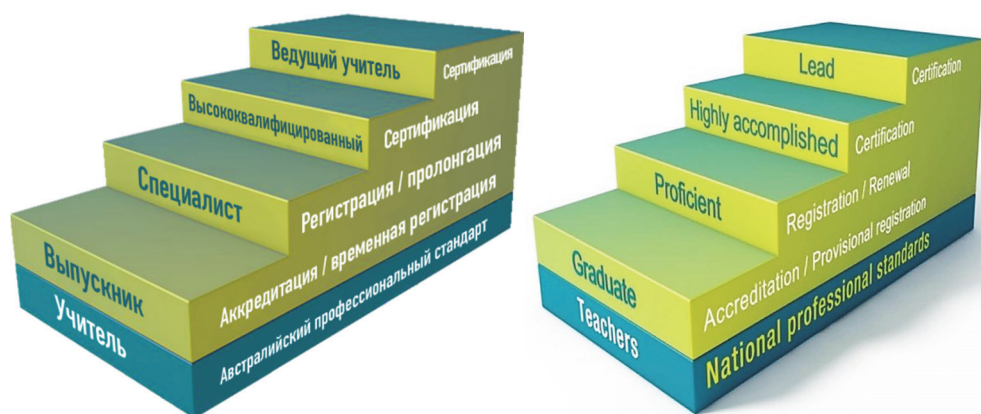 Ведущий учитель
Сертификация
Высококвалифицированный
Сертификация
Специалист
Регистрация / пролонгация
Выпускник
Аккредитация / временная регистрация
Учитель
Австралийский профессиональный стандарт
Lead
Certification
Highly accomplished
Certification
Proficient
Registration / Renewal
Graduate
Accreditation / Provisional registration
Teachers
National professional standards